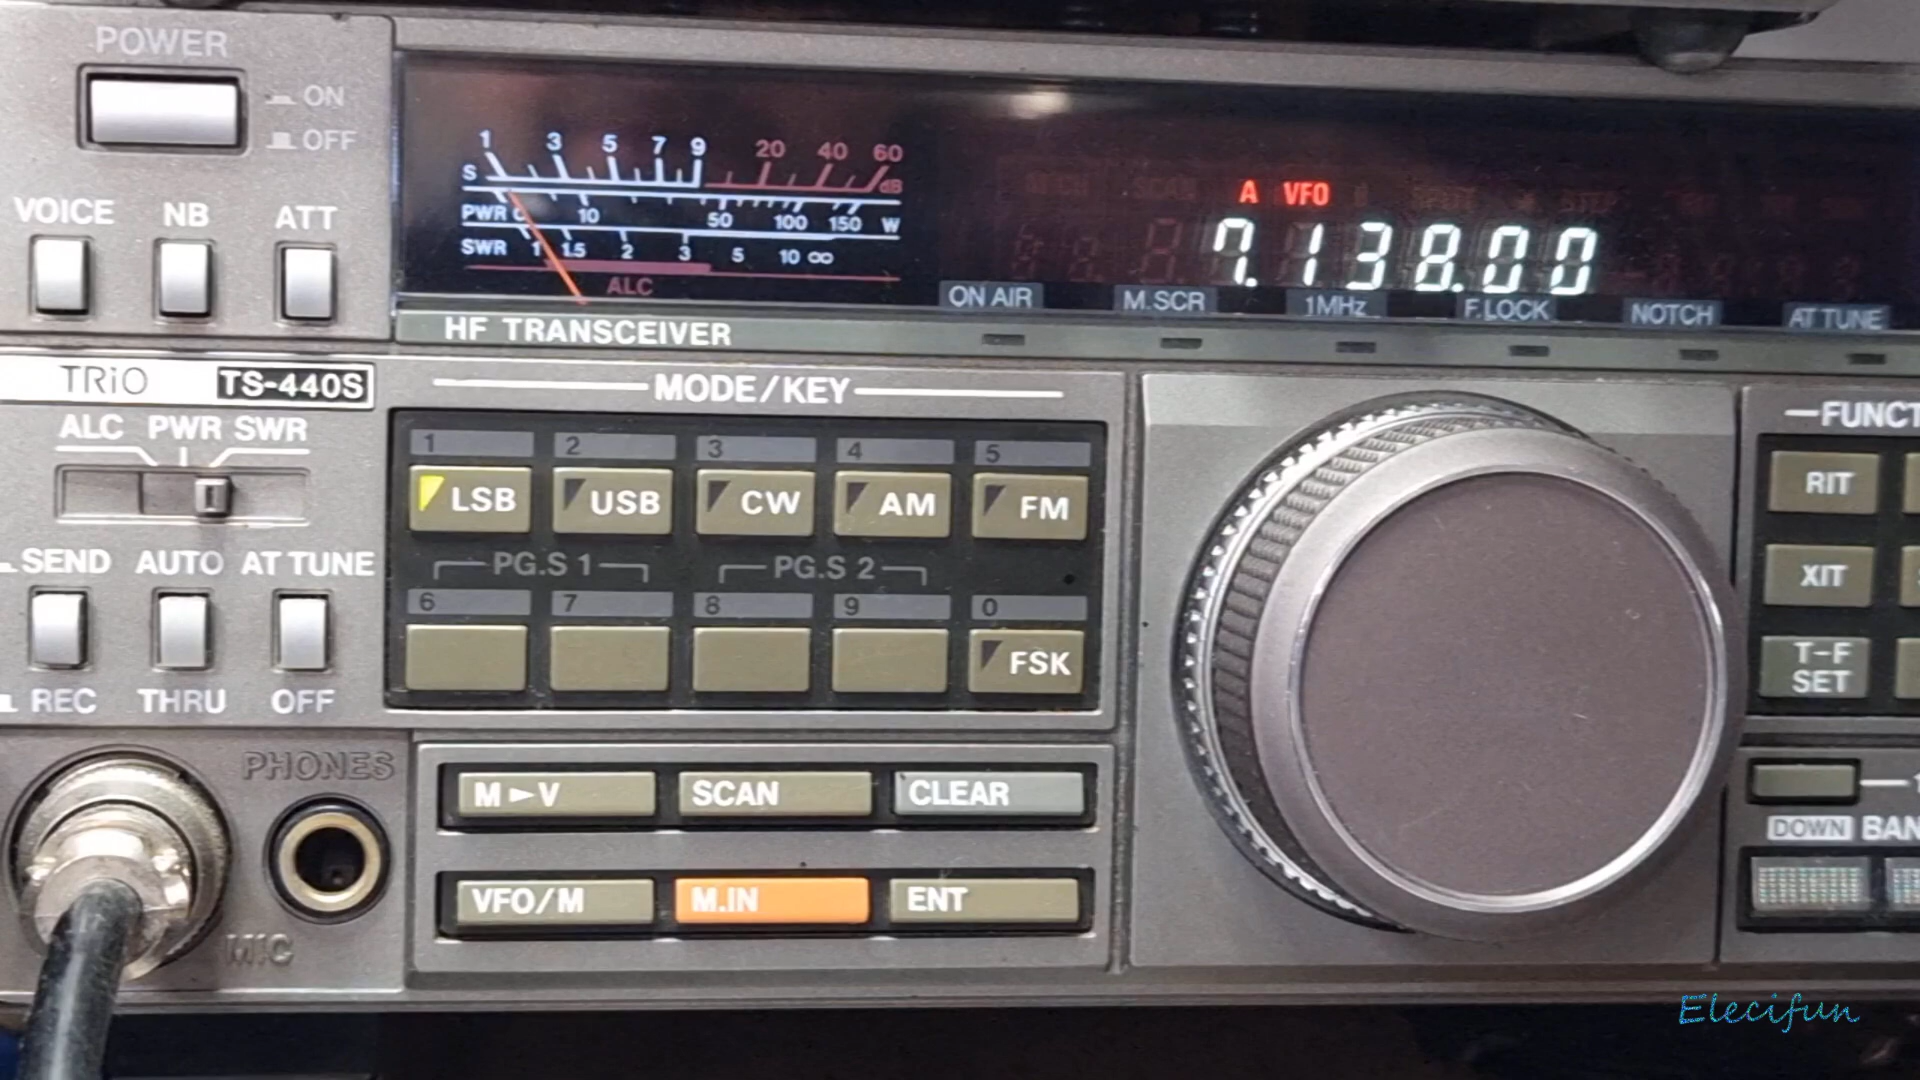 POWER
ON
OFF
VOICE NB ATT
1 3 5 7 9 20 40 60
S dB
PWR 0 10 50 100 150 W
SWR 1 1.5 2 3 5 10 ∞
ALC
A VFO
7.138.00
ON AIR M.SCR 1MHz F.LOCK NOTCH AT TUNE
HF TRANSCEIVER
TRiO TS-440S
ALC PWR SWR
SEND AUTO AT TUNE
REC THRU OFF
MODE/KEY
1 2 3 4 5
LSB USB CW AM FM
PG.S 1 PG.S 2
6 7 8 9 0
FSK
FUNCT
RIT
XIT
T-F
SET
PHONES
MIC
M►V SCAN CLEAR
VFO/M M.IN ENT
1
DOWN BAN
Elecifun